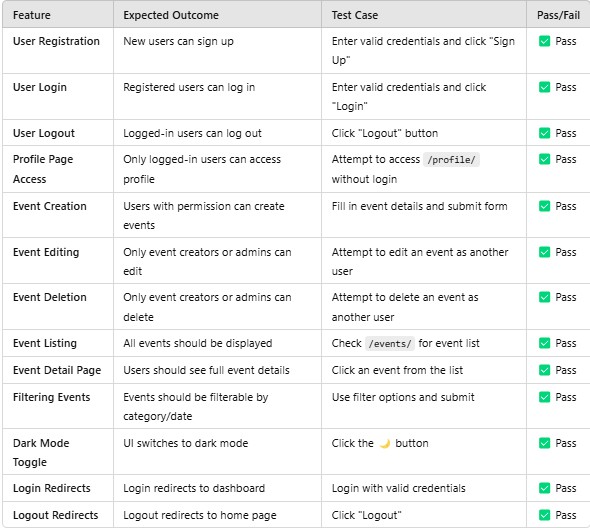 Feature Expected Outcome Test Case Pass/Fail
User Registration New users can sign up Enter valid credentials and click "Sign ✅ Pass
Up"
User Login Registered users can log in Enter valid credentials and click ✅ Pass
"Login"
User Logout Logged-in users can log out Click "Logout" button ✅ Pass
Profile Page Only logged-in users can access Attempt to access /profile/ ✅ Pass
Access profile without login
Event Creation Users with permission can create Fill in event details and submit form ✅ Pass
events
Event Editing Only event creators or admins can Attempt to edit an event as another ✅ Pass
edit user
Event Deletion Only event creators or admins can Attempt to delete an event as ✅ Pass
delete another user
Event Listing All events should be displayed Check /events/ for event list ✅ Pass
Event Detail Page Users should see full event details Click an event from the list ✅ Pass
Filtering Events Events should be filterable by Use filter options and submit ✅ Pass
category/date
Dark Mode UI switches to dark mode Click the 🌙 button ✅ Pass
Toggle
Login Redirects Login redirects to dashboard Login with valid credentials ✅ Pass
Logout Redirects Logout redirects to home page Click "Logout" ✅ Pass